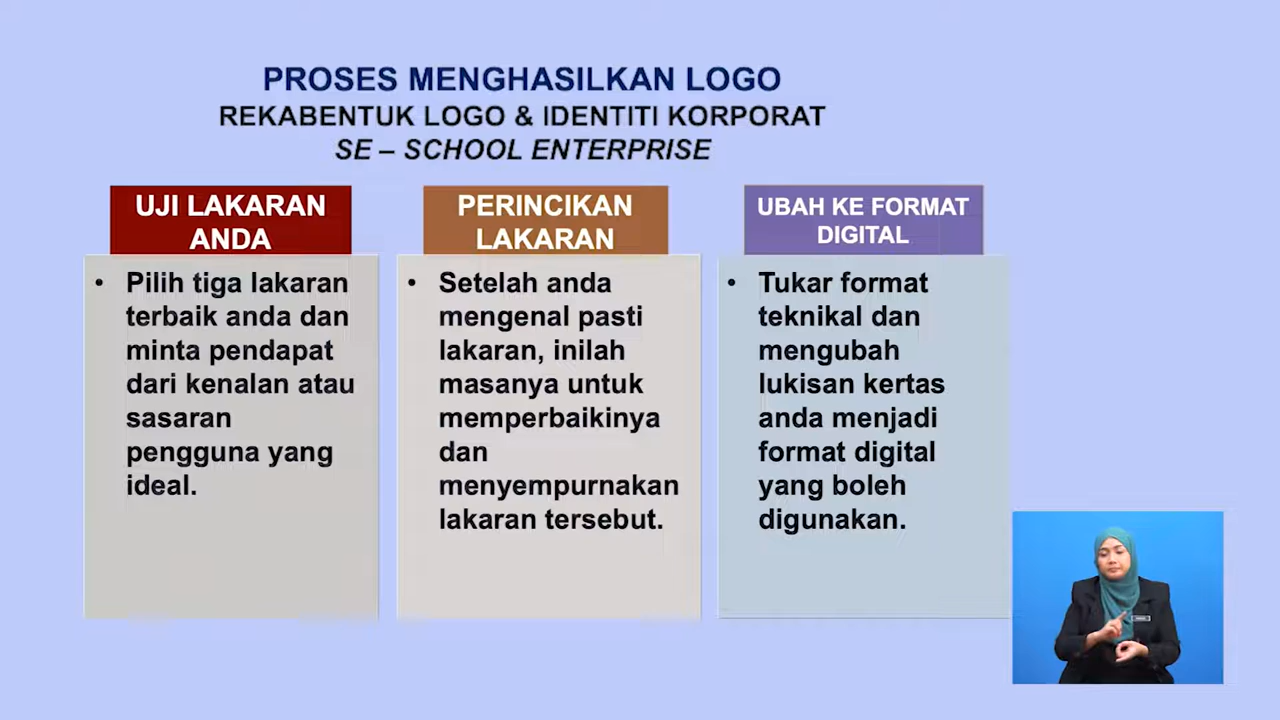 PROSES MENGHASILKAN LOGO
REKABENTUK LOGO & IDENTITI KORPORAT
SE – SCHOOL ENTERPRISE
UJI LAKARAN
ANDA
• Pilih tiga lakaran
terbaik anda dan
minta pendapat
dari kenalan atau
sasaran
pengguna yang
ideal.
PERINCIKAN
LAKARAN
• Setelah anda
mengenal pasti
lakaran, inilah
masanya untuk
memperbaikinya
dan
menyempurnakan
lakaran tersebut.
UBAH KE FORMAT
DIGITAL
• Tukar format
teknikal dan
mengubah
lukisan kertas
anda menjadi
format digital
yang boleh
digunakan.